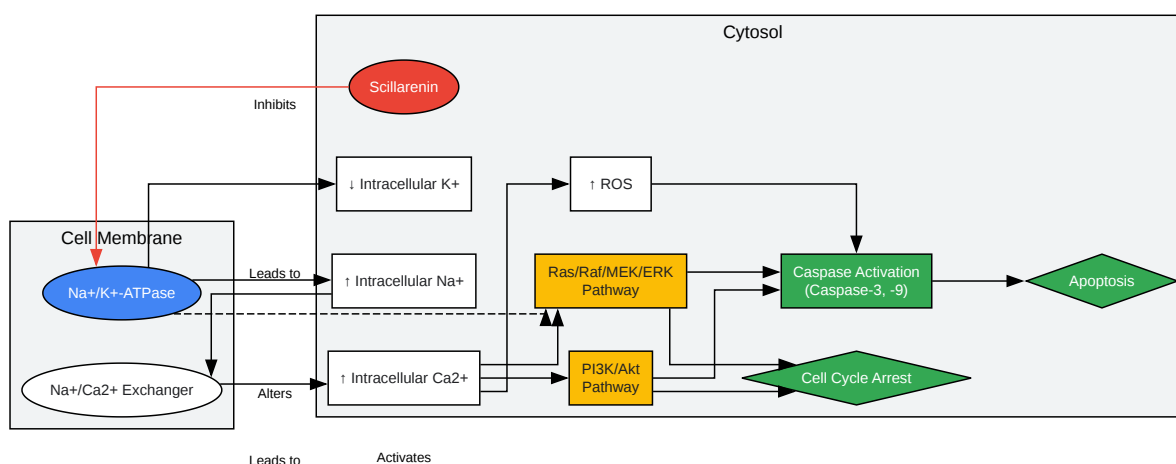 Cytosol
Scillarenin
Inhibits
↓ Intracellular K+
↑ ROS
Cell Membrane
Na+/K+-ATPase
Leads to
↑ Intracellular Na+
Ras/Raf/MEK/ERK
Pathway
Caspase Activation
(Caspase-3, -9)
Apoptosis
Na+/Ca2+ Exchanger
Alters
↑ Intracellular Ca2+
PI3K/Akt
Pathway
Cell Cycle Arrest
Leads to
Activates